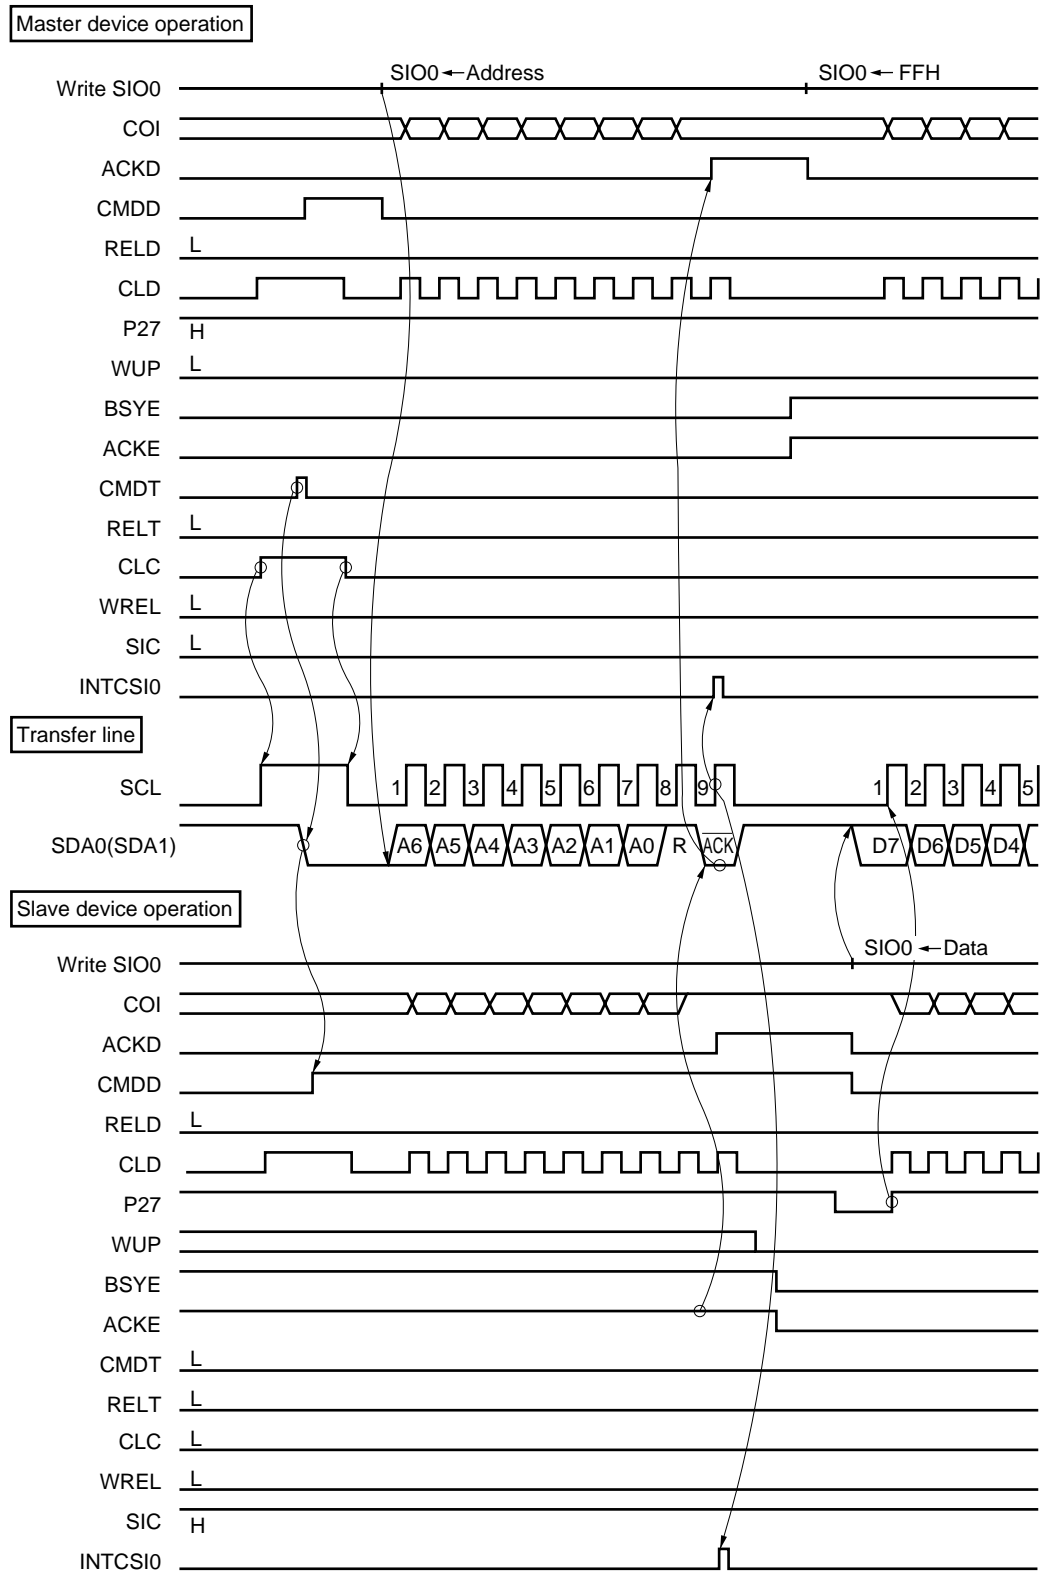 Master device operation
SIO0 ← Address SIO0 ← FFH
Write SIO0
COI
ACKD
CMDD
RELD L
CLD
P27 H
WUP L
BSYE
ACKE
CMDT
RELT L
CLC
WREL L
SIC L
INTCSI0
Transfer line
SCL 1 2 3 4 5 6 7 8 9 1 2 3 4 5
SDA0(SDA1) A6 A5 A4 A3 A2 A1 A0 R ACK D7 D6 D5 D4
Slave device operation
SIO0 ← Data
Write SIO0
COI
ACKD
CMDD
RELD L
CLD
P27
WUP
BSYE
ACKE
CMDT L
RELT L
CLC L
WREL L
SIC H
INTCSI0